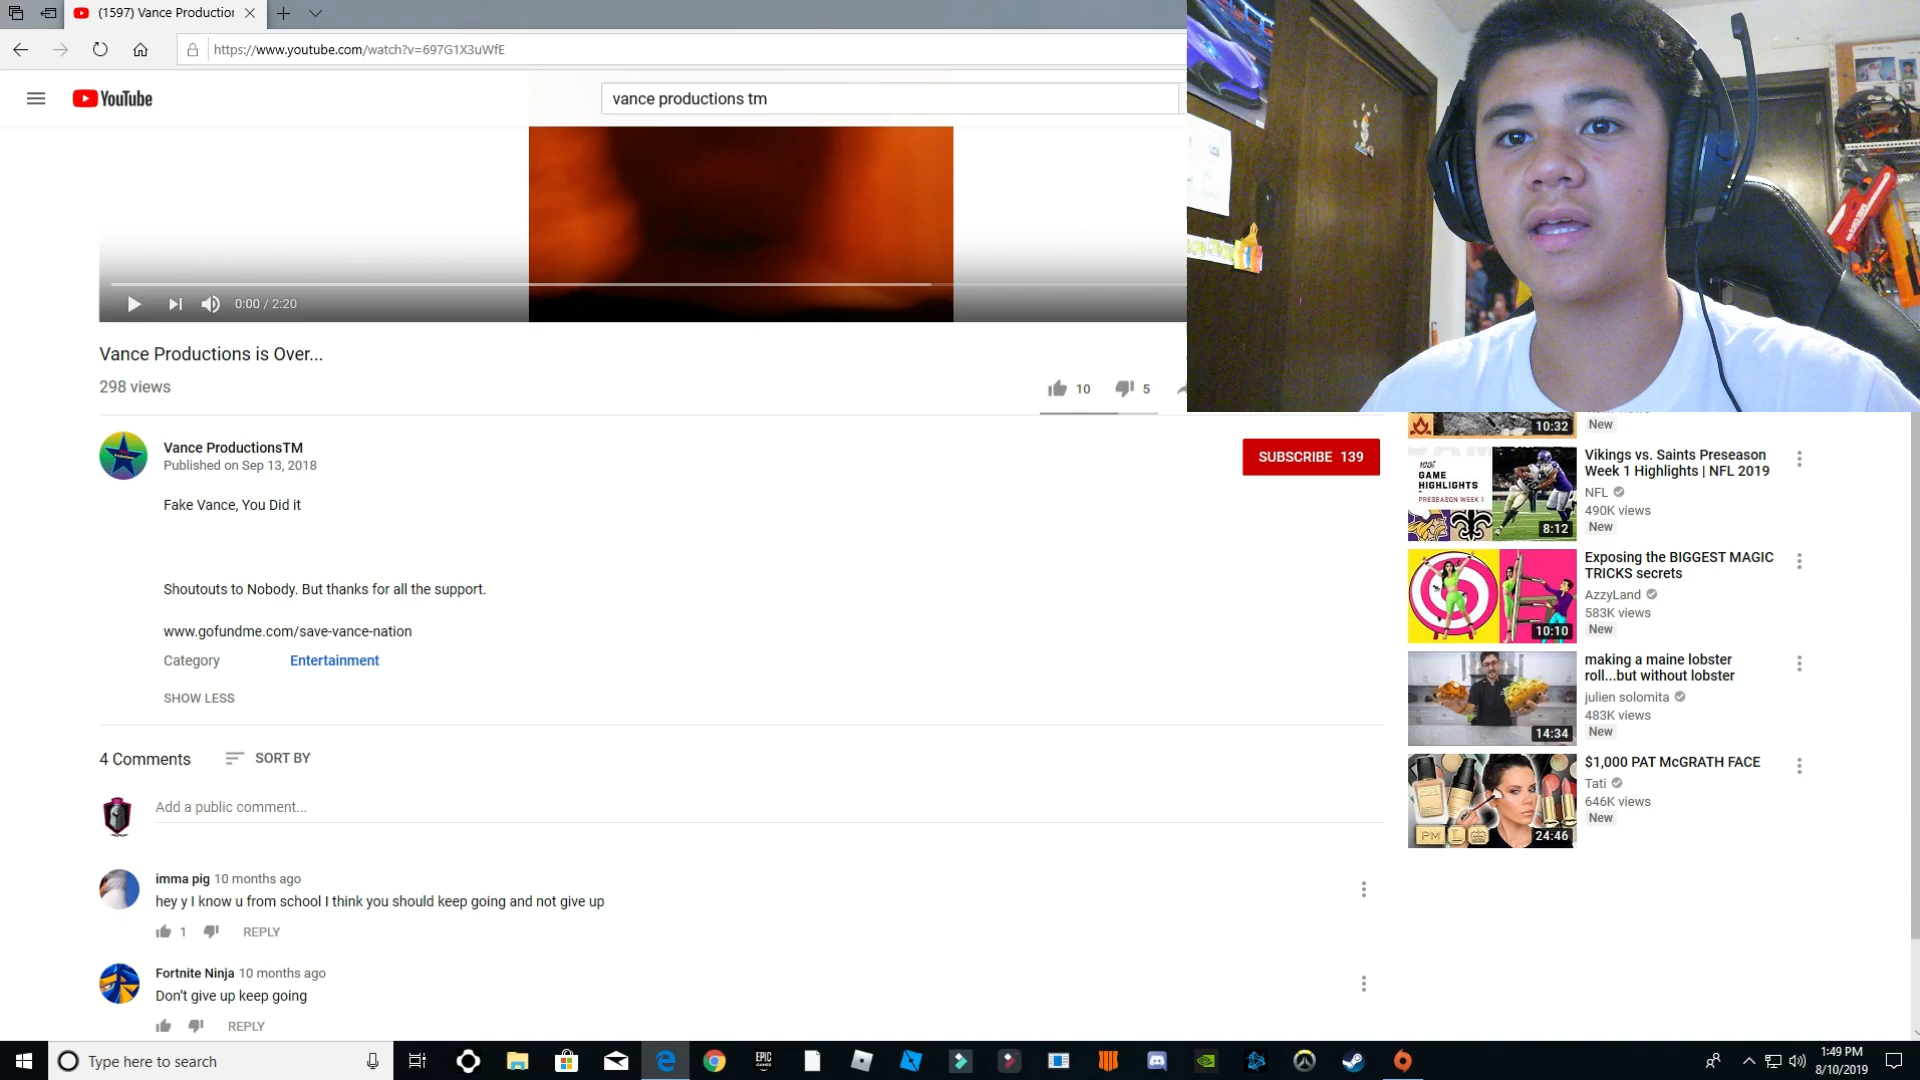 (1597) Vance Production
https://www.youtube.com/watch?v=697G1X3uWfE
YouTube
vance productions tm
0:00 / 2:20
Vance Productions is Over...
298 views
10
5
Vance ProductionsTM
Published on Sep 13, 2018
SUBSCRIBE 139
Fake Vance, You Did it
Shoutouts to Nobody. But thanks for all the support.
www.gofundme.com/save-vance-nation
Category Entertainment
SHOW LESS
4 Comments SORT BY
Add a public comment...
imma pig 10 months ago
hey y I know u from school I think you should keep going and not give up
1 REPLY
Fortnite Ninja 10 months ago
Don't give up keep going
REPLY
10:32
New
GAME
HIGHLIGHTS
PRESEASON WEEK 1
8:12
Vikings vs. Saints Preseason
Week 1 Highlights | NFL 2019
NFL
490K views
New
10:10
Exposing the BIGGEST MAGIC
TRICKS secrets
AzzyLand
583K views
New
14:34
making a maine lobster
roll...but without lobster
julien solomita
483K views
New
PM
24:46
$1,000 PAT McGRATH FACE
Tati
646K views
New
Type here to search
EPIC
GAMES
1:49 PM
8/10/2019